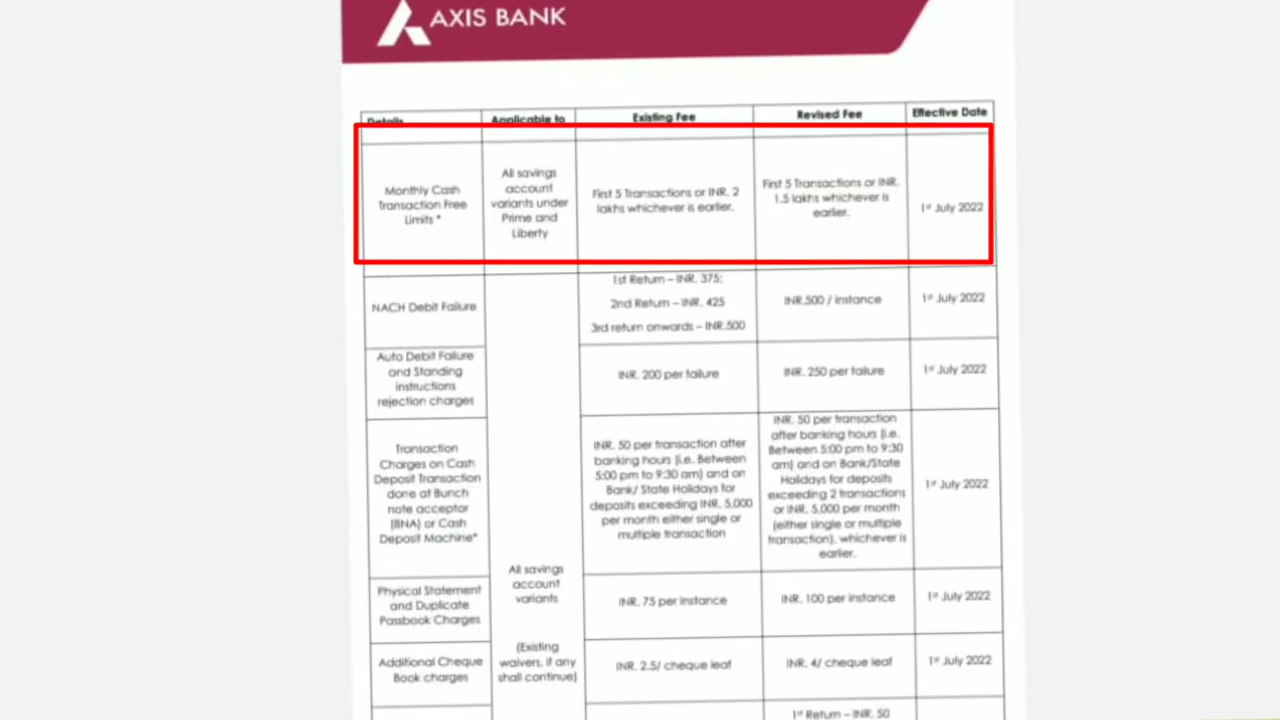 AXIS BANK
Details
Applicable to
Existing Fee
Revised Fee
Effective Date
Monthly Cash
Transaction Free
Limits *
All savings
account
variants under
Prime and
Liberty
First 5 Transactions or INR. 2
lakhs whichever is earlier.
First 5 Transactions or INR.
1.5 lakhs whichever is
earlier.
1st July 2022
NACH Debit Failure
1st Return – INR. 375;
2nd Return – INR. 425
3rd return onwards – INR.500
INR.500 / instance
1st July 2022
Auto Debit Failure
and Standing
instructions
rejection charges
INR. 200 per failure
INR. 250 per failure
1st July 2022
Transaction
Charges on Cash
Deposit Transaction
done at Bunch
note acceptor
(BNA) or Cash
Deposit Machine*
INR. 50 per transaction after
banking hours (i.e. Between
5:00 pm to 9:30 am) and on
Bank/ State Holidays for
deposits exceeding INR. 5,000
per month either single or
multiple transaction
INR. 50 per transaction
after banking hours (i.e.
Between 5:00 pm to 9:30
am) and on Bank/State
Holidays for deposits
exceeding 2 transactions
or INR. 5,000 per month
(either single or multiple
transaction), whichever is
earlier.
1st July 2022
All savings
account
variants
(Existing
waivers, if any
shall continue)
Physical Statement
and Duplicate
Passbook Charges
INR. 75 per instance
INR. 100 per instance
1st July 2022
Additional Cheque
Book charges
INR. 2.5/ cheque leaf
INR. 4/ cheque leaf
1st July 2022
1st Return – INR. 50